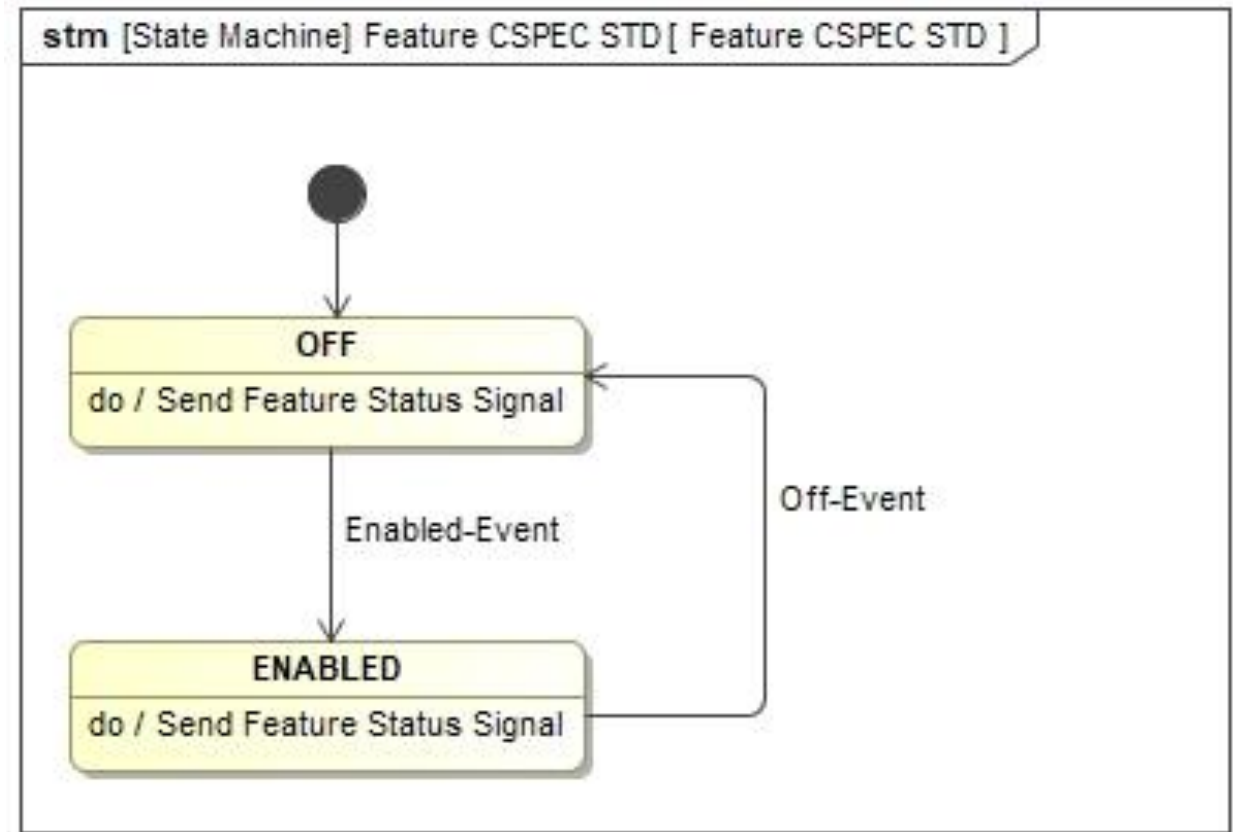 stm [State Machine] Feature CSPEC STD [ Feature CSPEC STD ]
OFF
do / Send Feature Status Signal
Off-Event
Enabled-Event
ENABLED
do / Send Feature Status Signal